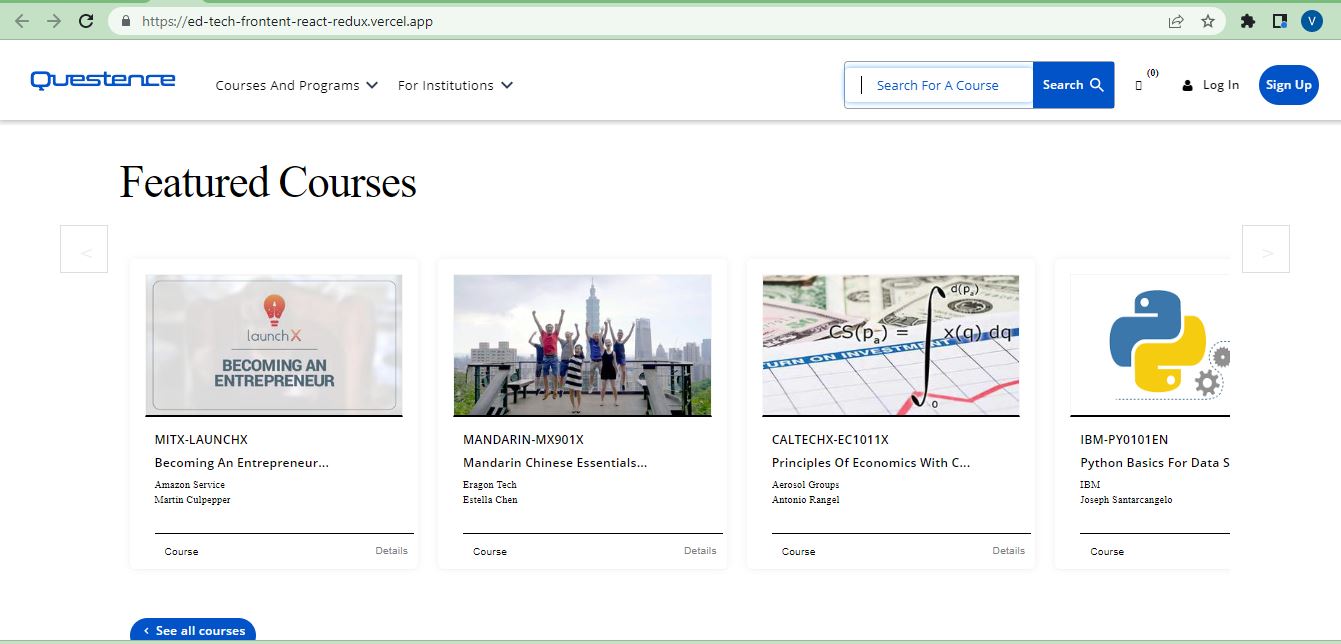 https://ed-tech-frontent-react-redux.vercel.app
V
Questence
Courses And Programs
For Institutions
Search For A Course
Search
(0)
Log In
Sign Up
Featured Courses
<
>
launchX
BECOMING AN
ENTREPRENEUR
MITX-LAUNCHX
Becoming An Entrepreneur...
Amazon Service
Martin Culpepper
Course
Details
MANDARIN-MX901X
Mandarin Chinese Essentials...
Eragon Tech
Estella Chen
Course
Details
d(pₐ)
CS(pₐ) = ∫ x(q) dq
0
TURN ON INVESTMENT
CALTECHX-EC1011X
Principles Of Economics With C...
Aerosol Groups
Antonio Rangel
Course
Details
IBM-PY0101EN
Python Basics For Data S
IBM
Joseph Santarcangelo
Course
‹ See all courses